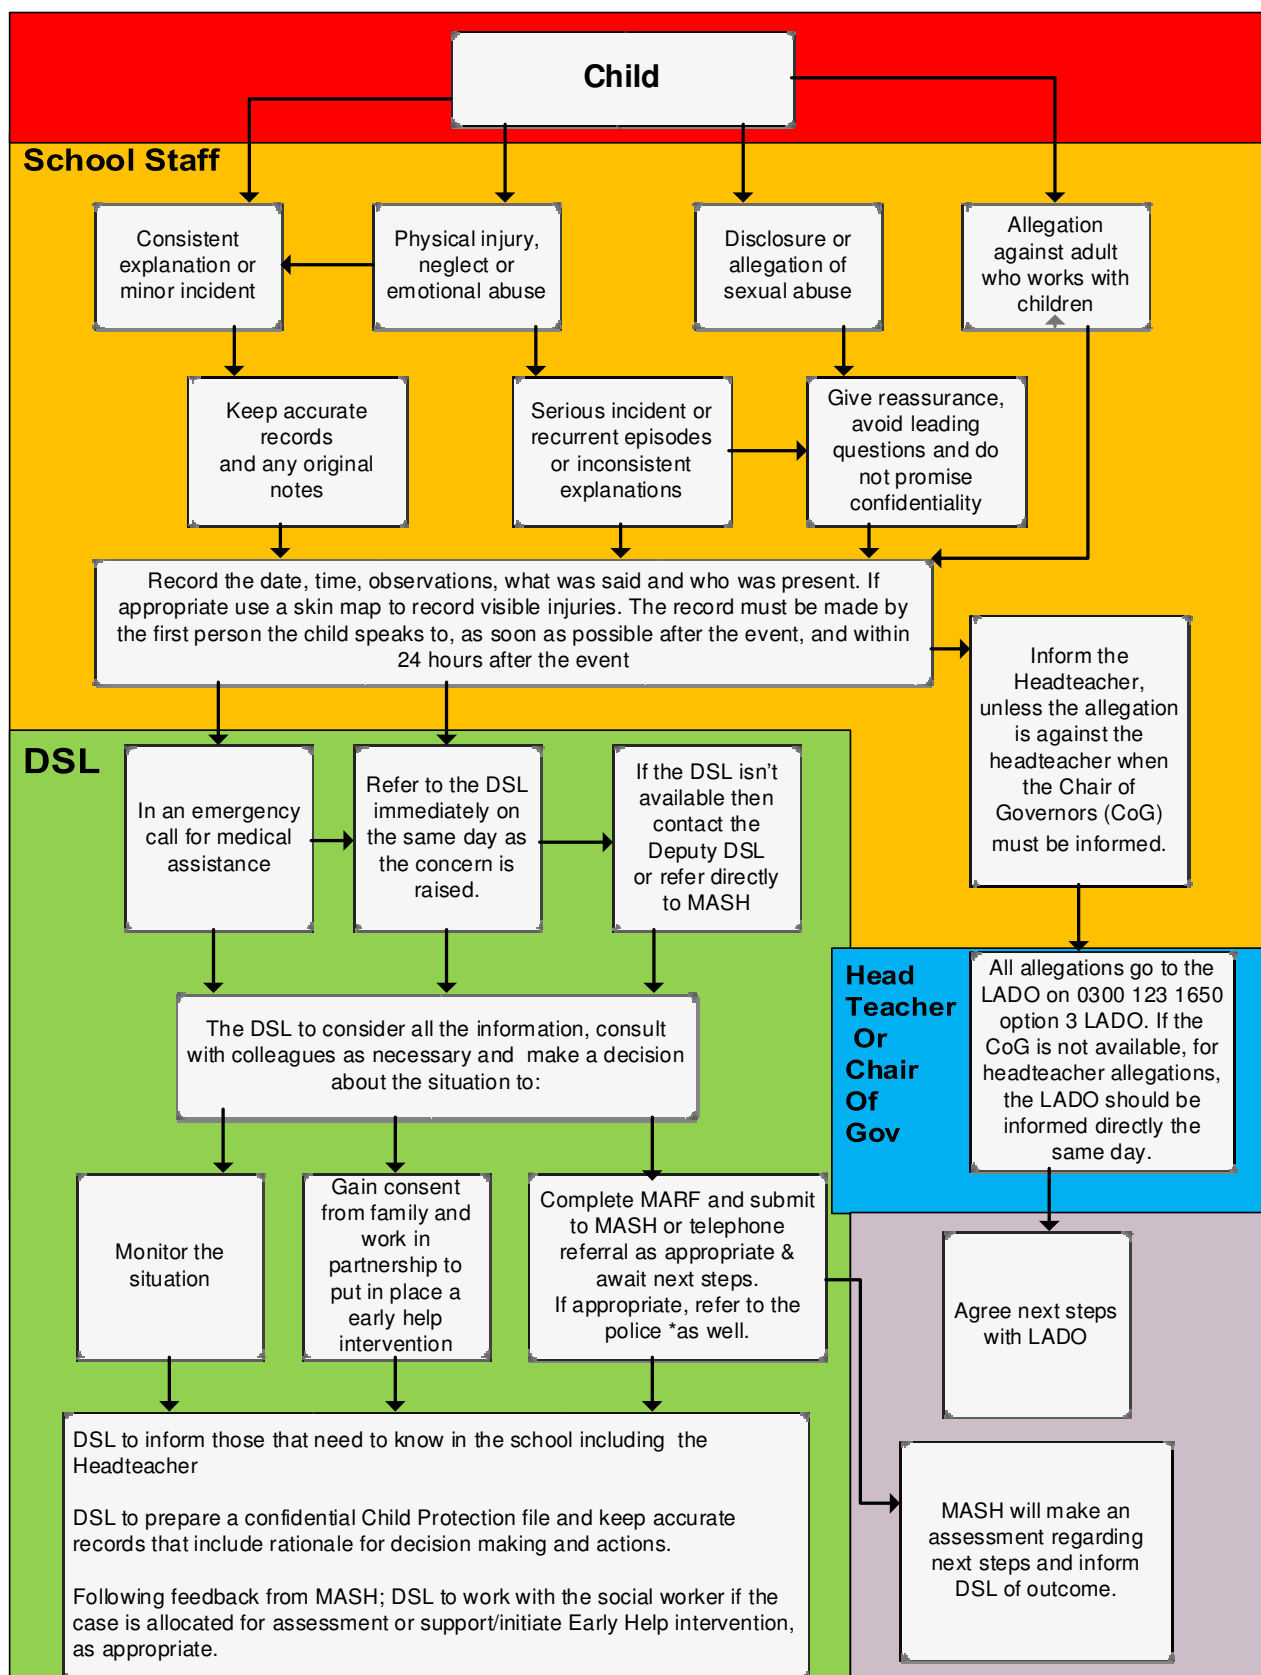 Child
School Staff
Consistent
explanation or
minor incident
Physical injury,
neglect or
emotional abuse
Disclosure or
allegation of
sexual abuse
Allegation
against adult
who works with
children
Keep accurate
records
and any original
notes
Serious incident or
recurrent episodes
or inconsistent
explanations
Give reassurance,
avoid leading
questions and do
not promise
confidentiality
Record the date, time, observations, what was said and who was present. If
appropriate use a skin map to record visible injuries. The record must be made by
the first person the child speaks to, as soon as possible after the event, and within
24 hours after the event
Inform the
Headteacher,
unless the allegation
is against the
headteacher when
the Chair of
Governors (CoG)
must be informed.
DSL
In an emergency
call for medical
assistance
Refer to the DSL
immediately on
the same day as
the concern is
raised.
If the DSL isn't
available then
contact the
Deputy DSL
or refer directly
to MASH
Head
Teacher
Or
Chair
Of
Gov
All allegations go to the
LADO on 0300 123 1650
option 3 LADO. If the
CoG is not available, for
headteacher allegations,
the LADO should be
informed directly the
same day.
The DSL to consider all the information, consult
with colleagues as necessary and make a decision
about the situation to:
Monitor the
situation
Gain consent
from family and
work in
partnership to
put in place a
early help
intervention
Complete MARF and submit
to MASH or telephone
referral as appropriate &
await next steps.
If appropriate, refer to the
police *as well.
Agree next steps
with LADO
DSL to inform those that need to know in the school including the
Headteacher
DSL to prepare a confidential Child Protection file and keep accurate
records that include rationale for decision making and actions.
Following feedback from MASH; DSL to work with the social worker if the
case is allocated for assessment or support/initiate Early Help intervention,
as appropriate.
MASH will make an
assessment regarding
next steps and inform
DSL of outcome.